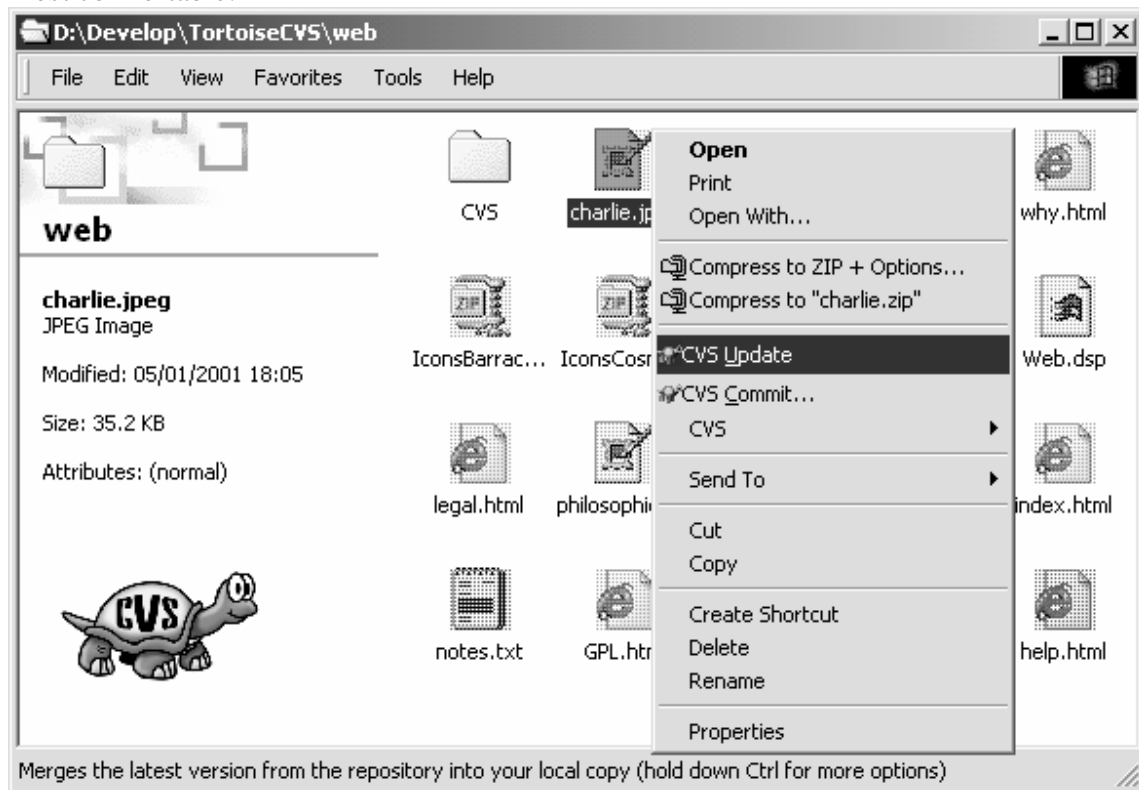 D:\Develop\TortoiseCVS\web
File Edit View Favorites Tools Help
web
charlie.jpeg
JPEG Image
Modified: 05/01/2001 18:05
Size: 35.2 KB
Attributes: (normal)
CVS
CVS
charlie.jp
why.html
ZIP
IconsBarrac...
ZIP
IconsCosm
Web.dsp
legal.html
philosophi
index.html
notes.txt
GPL.htm
help.html
Open
Print
Open With...
Compress to ZIP + Options...
Compress to "charlie.zip"
CVS Update
CVS Commit...
CVS
Send To
Cut
Copy
Create Shortcut
Delete
Rename
Properties
Merges the latest version from the repository into your local copy (hold down Ctrl for more options)